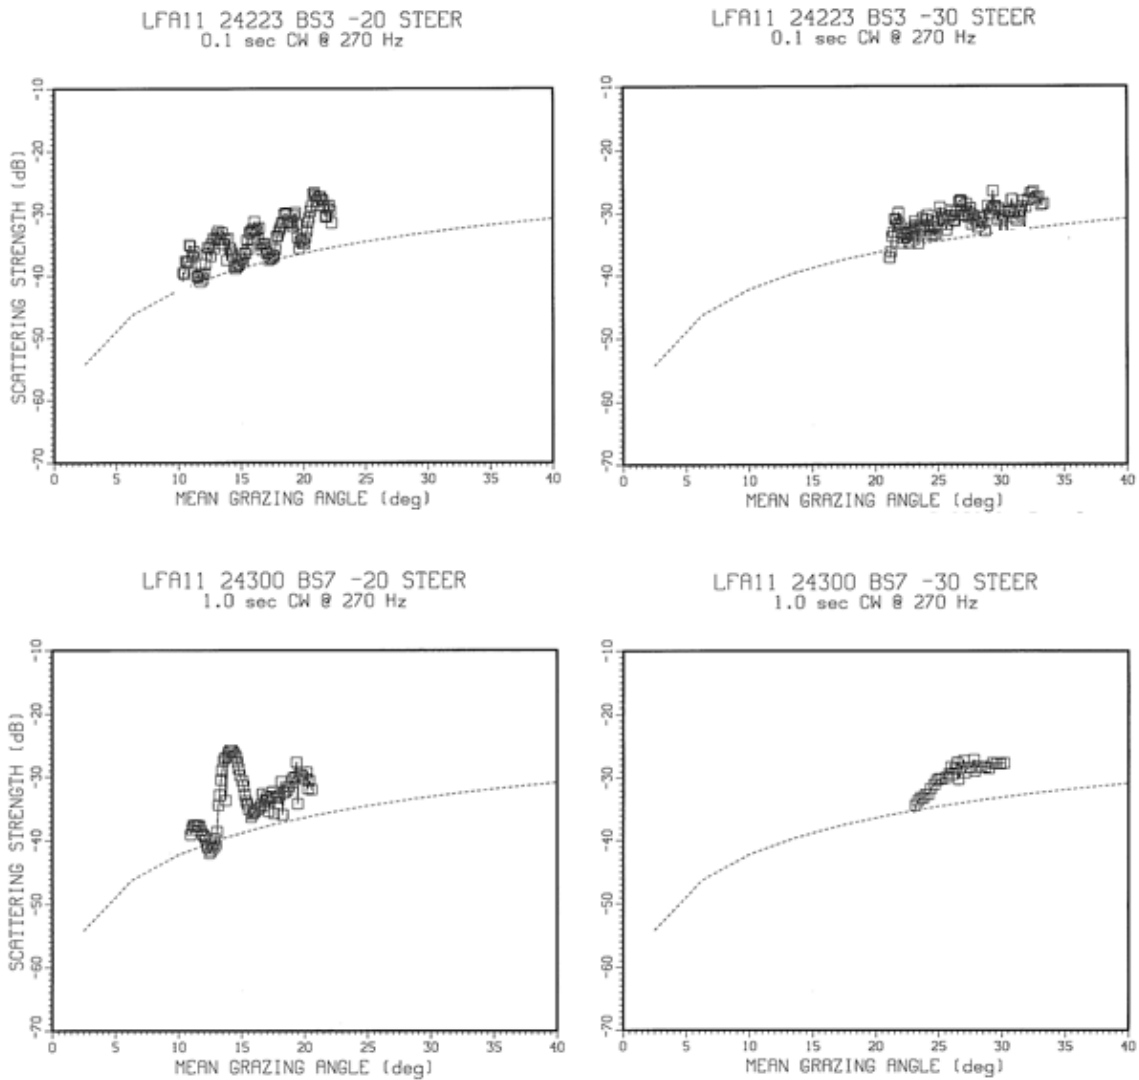 LFA11 24223 BS3 -20 STEER
0.1 sec CW @ 270 Hz
SCATTERING STRENGTH (dB)
-10
-20
-30
-40
-50
-60
-70
0 5 10 15 20 25 30 35 40
MEAN GRAZING ANGLE (deg)
LFA11 24223 BS3 -30 STEER
0.1 sec CW @ 270 Hz
-10
-20
-30
-40
-50
-60
-70
0 5 10 15 20 25 30 35 40
MEAN GRAZING ANGLE (deg)
LFA11 24300 BS7 -20 STEER
1.0 sec CW @ 270 Hz
SCATTERING STRENGTH (dB)
-10
-20
-30
-40
-50
-60
-70
0 5 10 15 20 25 30 35 40
MEAN GRAZING ANGLE (deg)
LFA11 24300 BS7 -30 STEER
1.0 sec CW @ 270 Hz
-10
-20
-30
-40
-50
-60
-70
0 5 10 15 20 25 30 35 40
MEAN GRAZING ANGLE (deg)